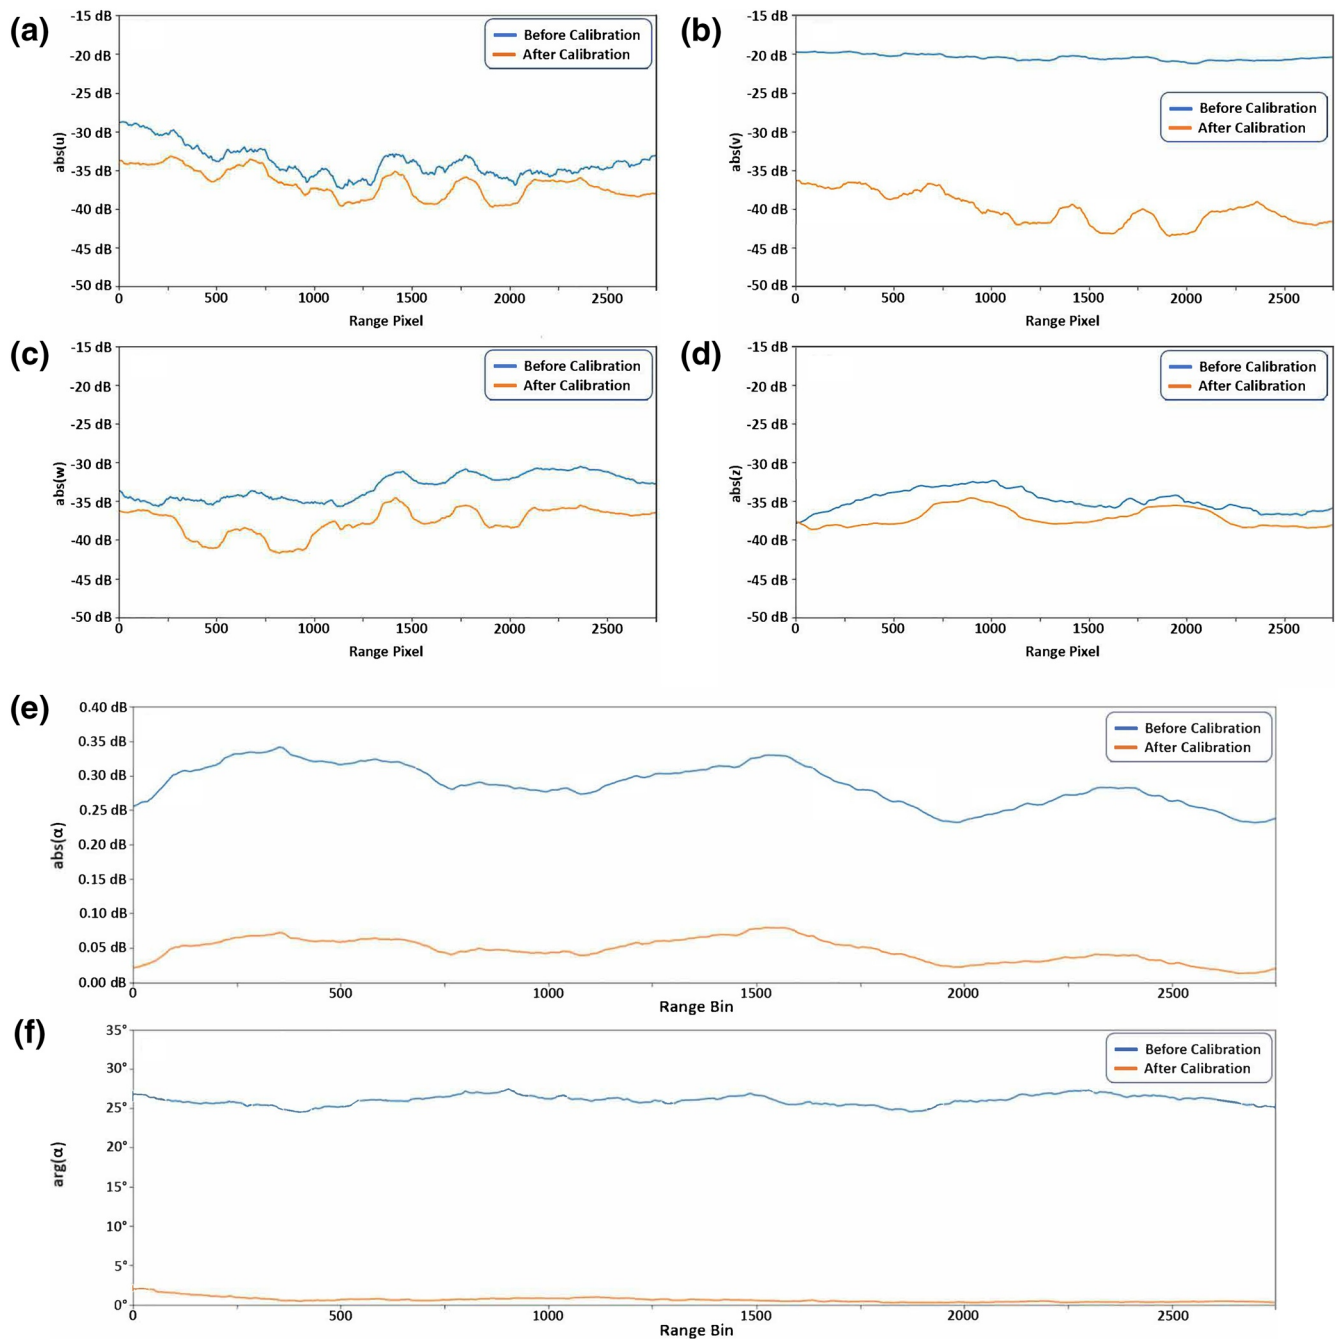 (a)
-15 dB
-20 dB
-25 dB
-30 dB
-35 dB
-40 dB
-45 dB
-50 dB
abs(u)
Before Calibration
After Calibration
0 500 1000 1500 2000 2500
Range Pixel
(b)
-15 dB
-20 dB
-25 dB
-30 dB
-35 dB
-40 dB
-45 dB
-50 dB
abs(v)
Before Calibration
After Calibration
0 500 1000 1500 2000 2500
Range Pixel
(c)
-15 dB
-20 dB
-25 dB
-30 dB
-35 dB
-40 dB
-45 dB
-50 dB
abs(w)
Before Calibration
After Calibration
0 500 1000 1500 2000 2500
Range Pixel
(d)
-15 dB
-20 dB
-25 dB
-30 dB
-35 dB
-40 dB
-45 dB
-50 dB
abs(z)
Before Calibration
After Calibration
0 500 1000 1500 2000 2500
Range Pixel
(e)
0.40 dB
0.35 dB
0.30 dB
0.25 dB
0.20 dB
0.15 dB
0.10 dB
0.05 dB
0.00 dB
abs(α)
Before Calibration
After Calibration
0 500 1000 1500 2000 2500
Range Bin
(f)
35°
30°
25°
20°
15°
10°
5°
0°
arg(α)
Before Calibration
After Calibration
0 500 1000 1500 2000 2500
Range Bin